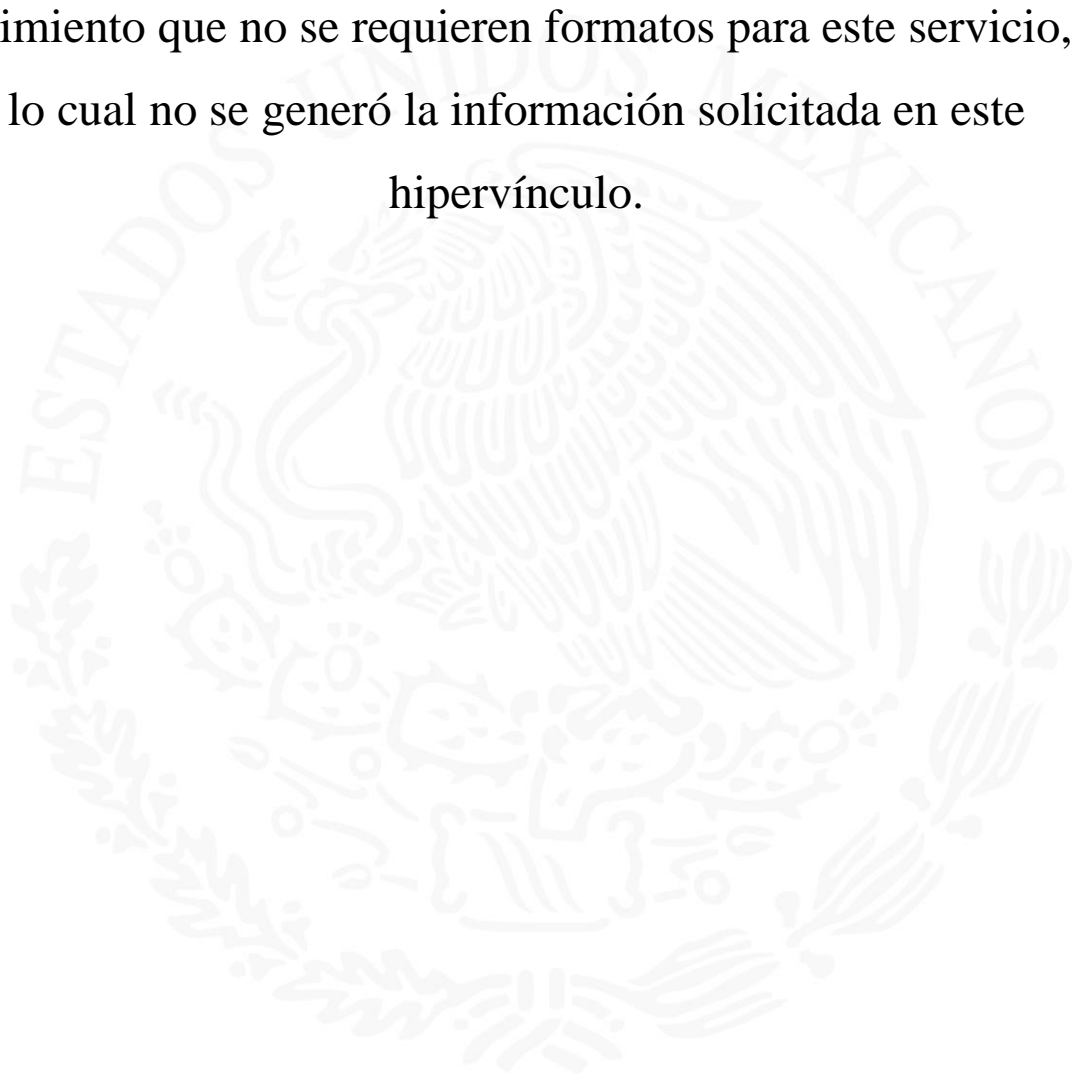 imiento que no se requieren formatos para este servicio,
lo cual no se generó la información solicitada en este
hipervínculo.
ESTADOS UNIDOS MEXICANOS